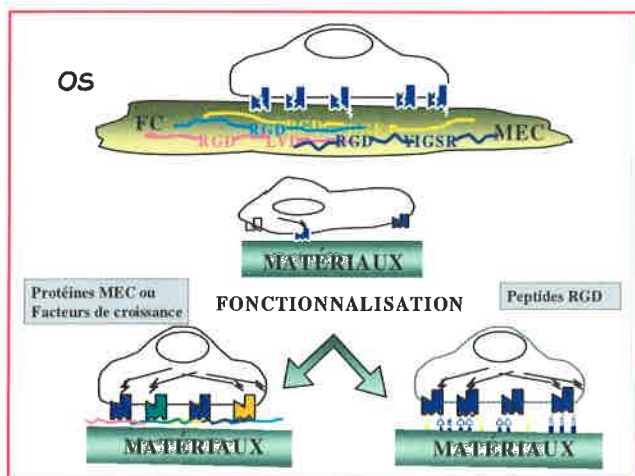 OS
FC
RGD
RGD
RGD
YIGSR
MEC
MATÉRIAUX
Protéines MEC ou
Facteurs de croissance
FONCTIONNALISATION
Peptides RGD
MATÉRIAUX
MATÉRIAUX